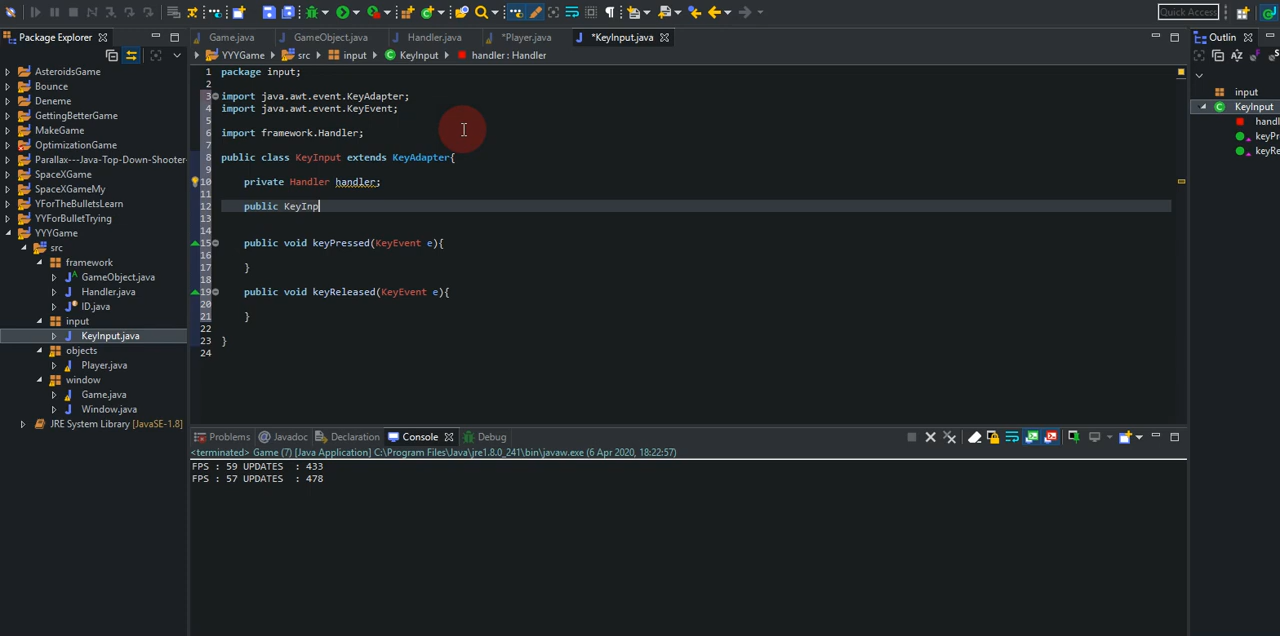 Quick Access
Package Explorer
AsteroidsGame
Bounce
Deneme
GettingBetterGame
MakeGame
OptimizationGame
Parallax---Java-Top-Down-Shooter-
SpaceXGame
SpaceXGameMy
YForTheBulletsLearn
YYForBulletTrying
YYYGame
src
framework
GameObject.java
Handler.java
ID.java
input
KeyInput.java
objects
Player.java
window
Game.java
Window.java
JRE System Library [JavaSE-1.8]
Game.java GameObject.java Handler.java *Player.java *KeyInput.java
YYYGame src input KeyInput handler : Handler
1 package input;
2
3 import java.awt.event.KeyAdapter;
4 import java.awt.event.KeyEvent;
5
6 import framework.Handler;
7
8 public class KeyInput extends KeyAdapter{
9
10 private Handler handler;
11
12 public KeyInp
13
14
15 public void keyPressed(KeyEvent e){
16
17 }
18
19 public void keyReleased(KeyEvent e){
20
21 }
22
23 }
24
Problems Javadoc Declaration Console Debug
<terminated> Game (7) [Java Application] C:\Program Files\Java\jre1.8.0_241\bin\javaw.exe (6 Apr 2020, 18:22:57)
FPS : 59 UPDATES : 433
FPS : 57 UPDATES : 478
Outlin
input
KeyInput
handl
keyPr
keyRe